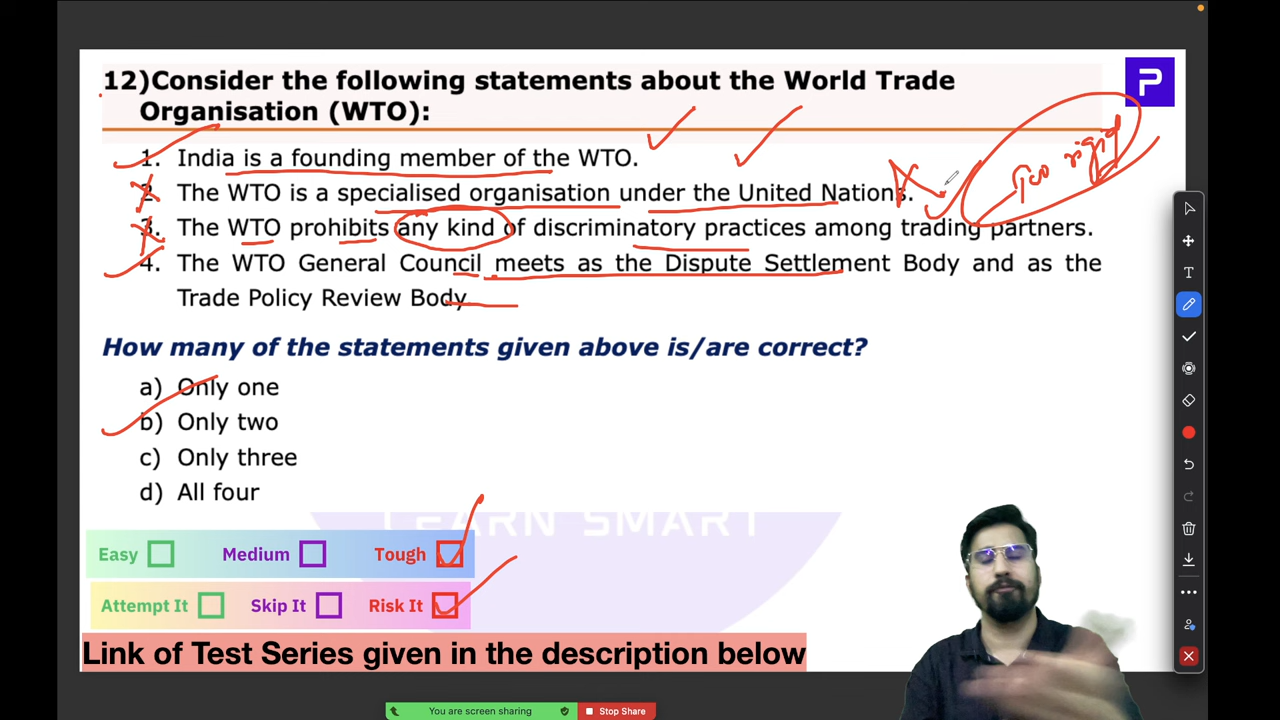 12)Consider the following statements about the World Trade
Organisation (WTO):
P
1. India is a founding member of the WTO.
2. The WTO is a specialised organisation under the United Nations.
3. The WTO prohibits any kind of discriminatory practices among trading partners.
Too rigid
4. The WTO General Council meets as the Dispute Settlement Body and as the
Trade Policy Review Body.
How many of the statements given above is/are correct?
a) Only one
b) Only two
c) Only three
d) All four
LEARN SMART
Easy Medium Tough
Attempt It Skip It Risk It
Link of Test Series given in the description below
You are screen sharing Stop Share